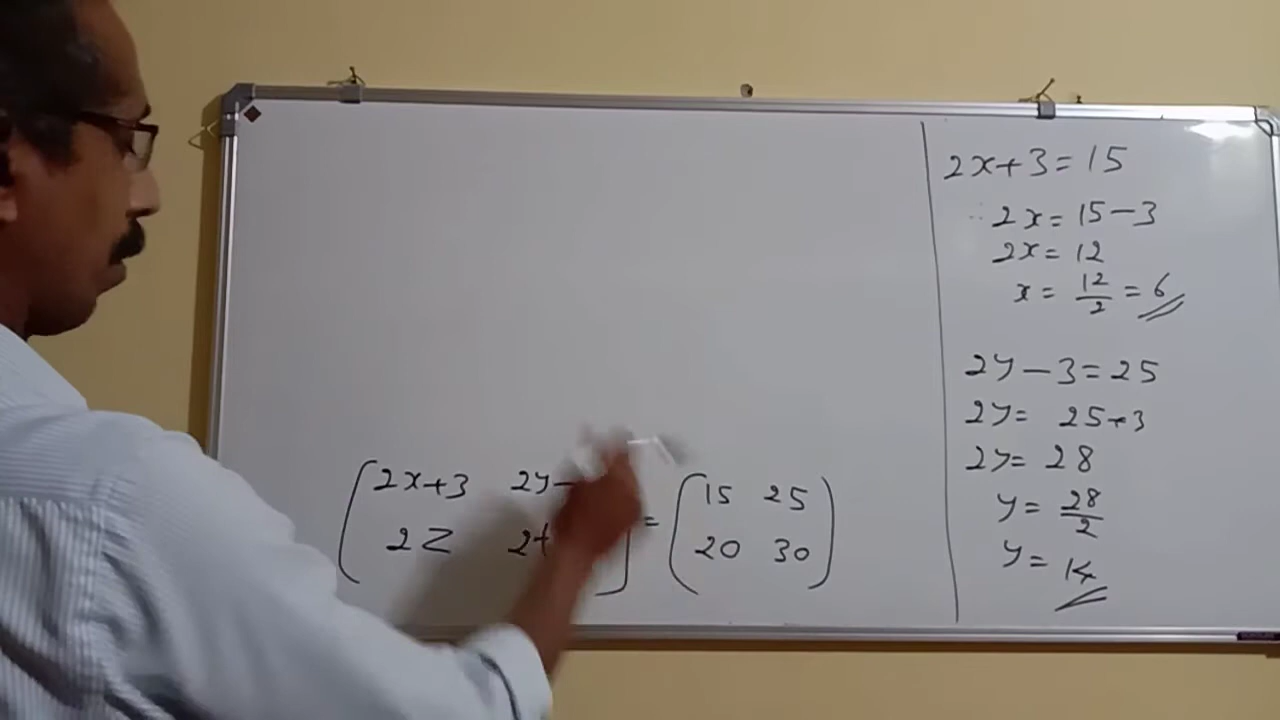 2x+3 2y- = 15 25
2z 2t 20 30
2x+3=15
2x=15-3
2x=12
x=12/2=6
2y-3=25
2y= 25+3
2y=28
y=28/2
y=14